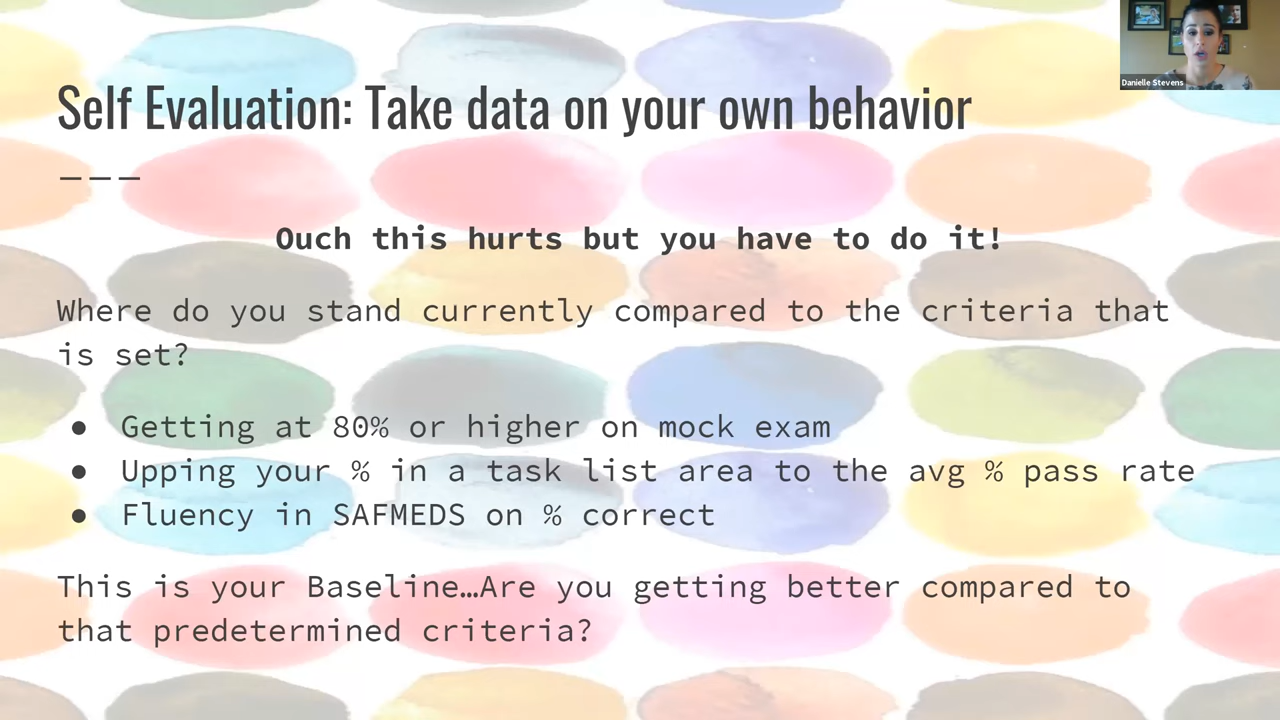 Danielle Stevens
Self Evaluation: Take data on your own behavior
Ouch this hurts but you have to do it!
Where do you stand currently compared to the criteria that
is set?
● Getting at 80% or higher on mock exam
● Upping your % in a task list area to the avg % pass rate
● Fluency in SAFMEDS on % correct
This is your Baseline…Are you getting better compared to
that predetermined criteria?